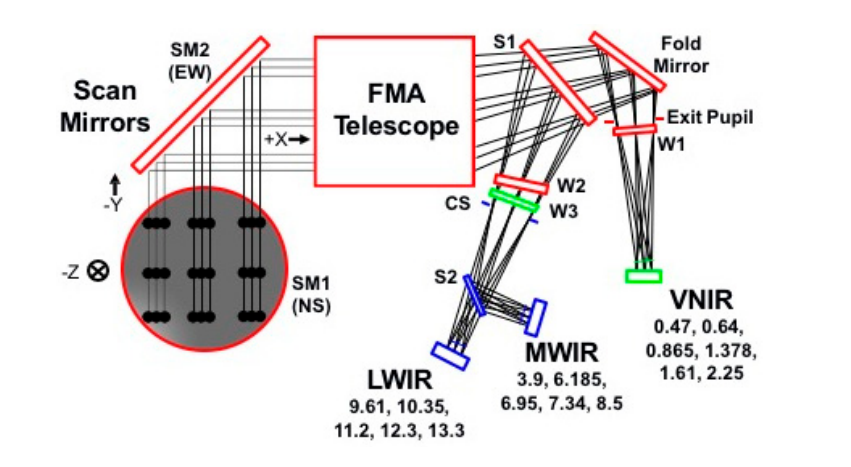 SM2
(EW)
Scan
Mirrors
FMA
Telescope
+X
S1
Fold
Mirror
Exit Pupil
W1
W2
W3
CS
-Y
-Z
SM1
(NS)
S2
VNIR
0.47, 0.64,
0.865, 1.378,
1.61, 2.25
MWIR
3.9, 6.185,
6.95, 7.34, 8.5
LWIR
9.61, 10.35,
11.2, 12.3, 13.3